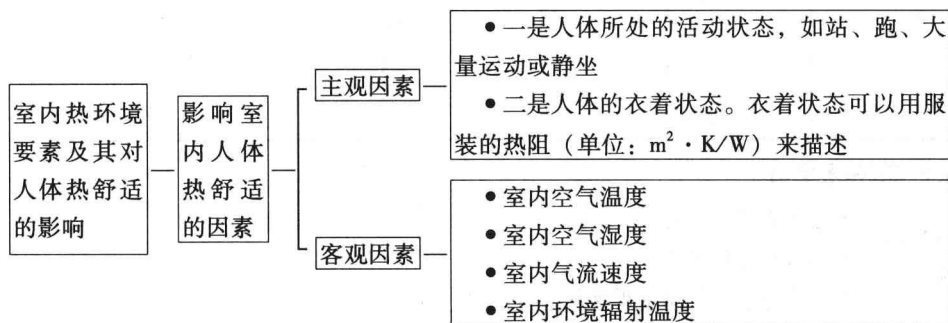 室内热环境
要素及其对
人体热舒适
的影响
影响室
内人体
热舒适
的因素
主观因素
●一是人体所处的活动状态，如站、跑、大
量运动或静坐
●二是人体的衣着状态。衣着状态可以用服
装的热阻（单位：m²·K/W）来描述
客观因素
●室内空气温度
●室内空气湿度
●室内气流速度
●室内环境辐射温度